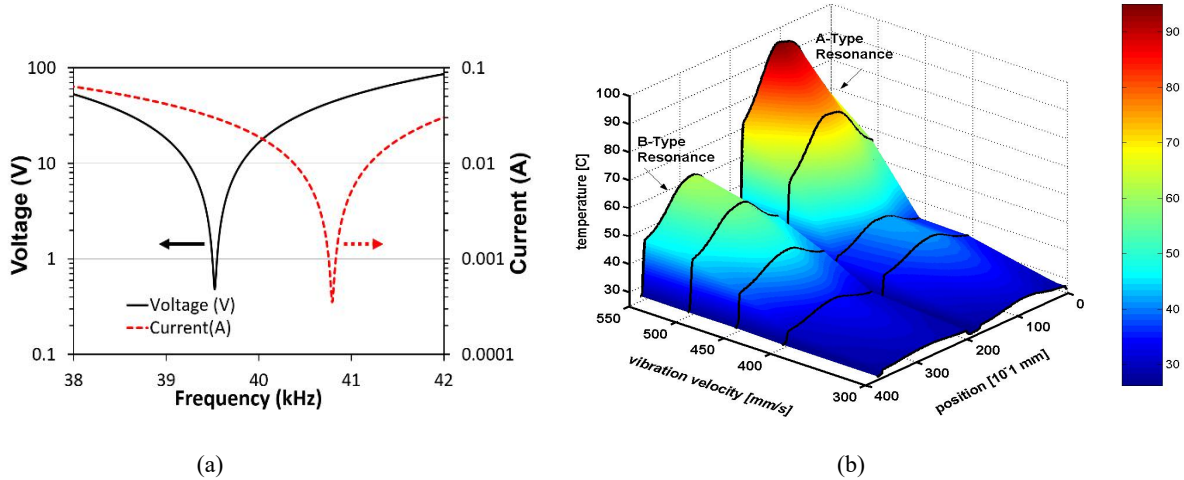 100
10
1
0.1
Voltage (V)
0.1
0.01
0.001
0.0001
Current (A)
Voltage (V)
Current(A)
38
39
40
41
42
Frequency (kHz)
(a)
A-Type
Resonance
B-Type
Resonance
100
90
80
70
60
50
40
30
temperature [C]
550
500
450
400
300
vibration velocity [mm/s]
400
300
200
100
0
position [10-1 mm]
90
80
70
60
50
40
30
(b)